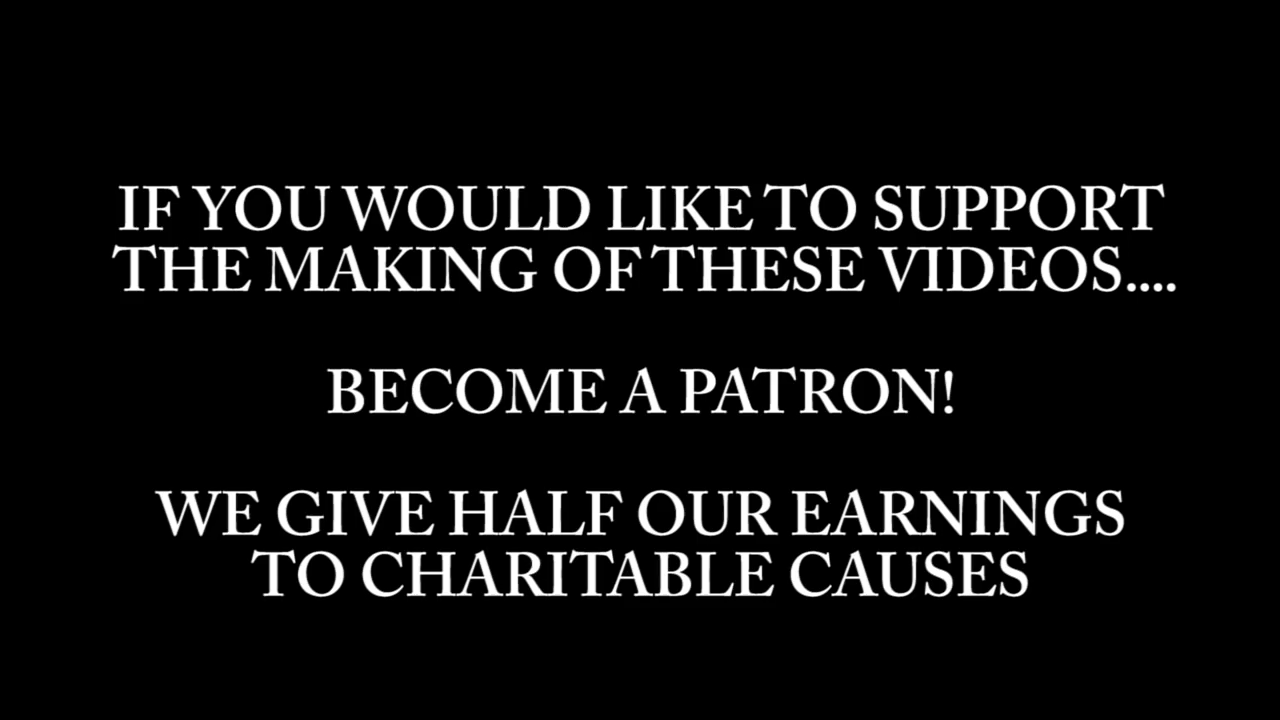 IF YOU WOULD LIKE TO SUPPORT
THE MAKING OF THESE VIDEOS....
BECOME A PATRON!
WE GIVE HALF OUR EARNINGS
TO CHARITABLE CAUSES